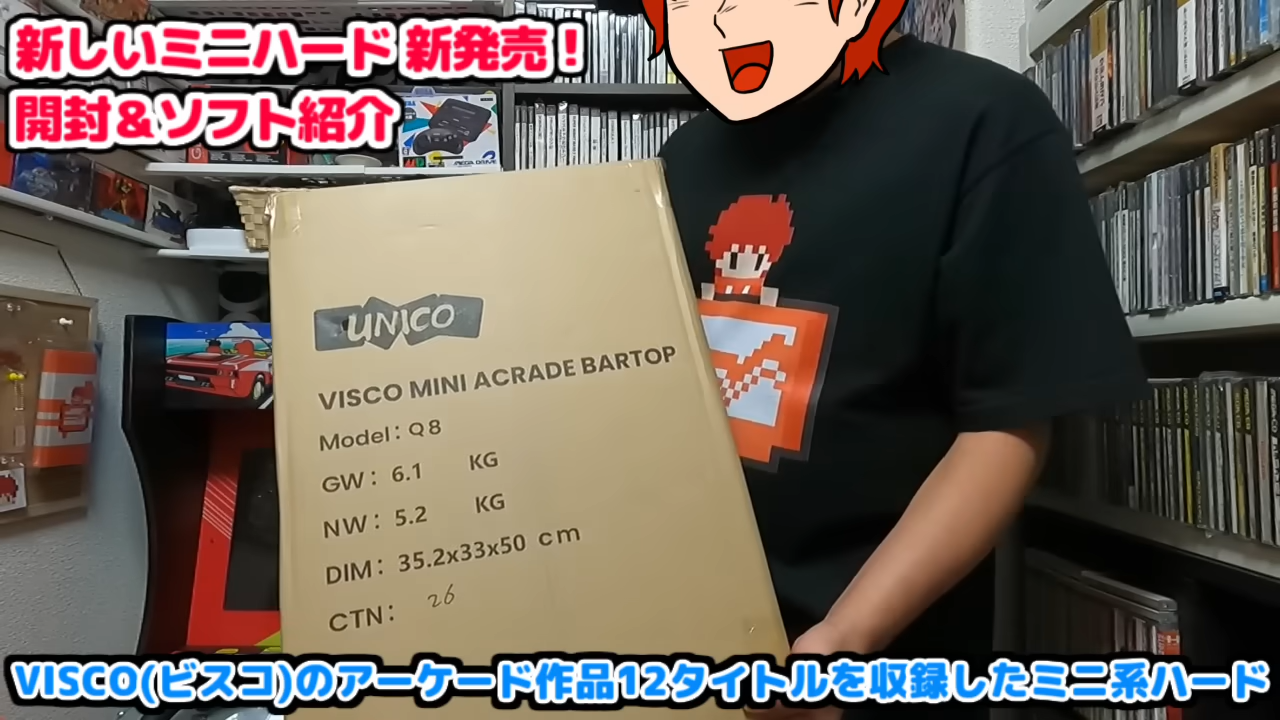 新しいミニハード 新発売！
開封＆ソフト紹介
MEGA DRIVE
UNICO
VISCO MINI ACRADE BARTOP
Model: Q8
GW: 6.1 KG
NW: 5.2 KG
DIM: 35.2x33x50 cm
CTN: 26
VISCO(ビスコ)のアーケード作品12タイトルを収録したミニ系ハード